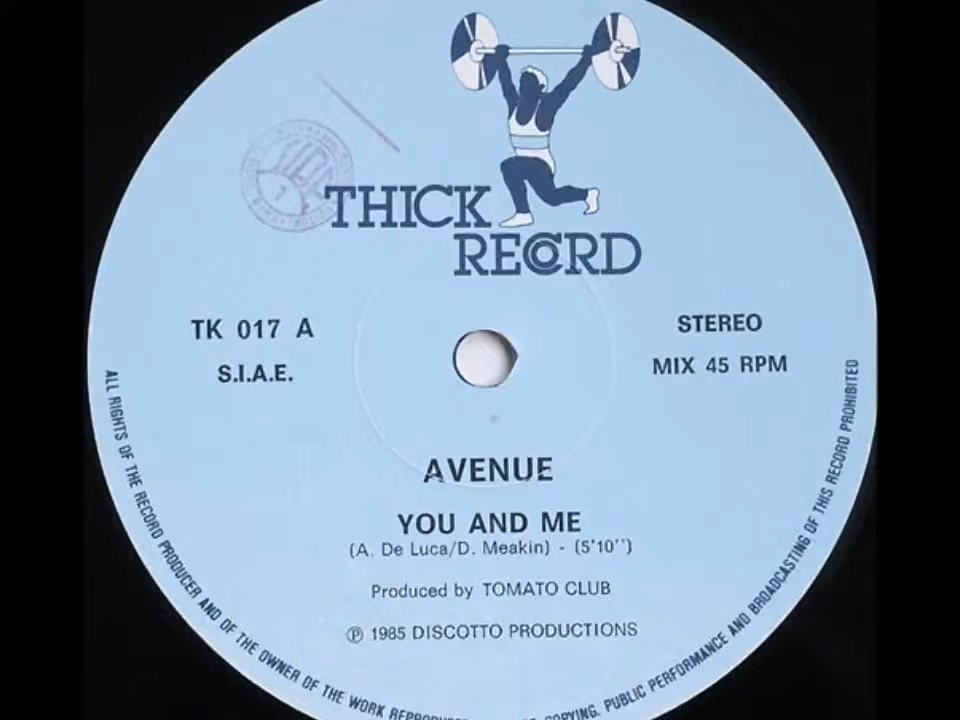 THICK
RECORD
TK 017 A
S.I.A.E.
STEREO
MIX 45 RPM
AVENUE
YOU AND ME
(A. De Luca/D. Meakin) - (5'10'')
Produced by TOMATO CLUB
℗ 1985 DISCOTTO PRODUCTIONS
ALL RIGHTS OF THE RECORD PRODUCER AND OF THE OWNER OF THE WORK COPYING, PUBLIC PERFORMANCE AND BROADCASTING OF THIS RECORD PROHIBITED